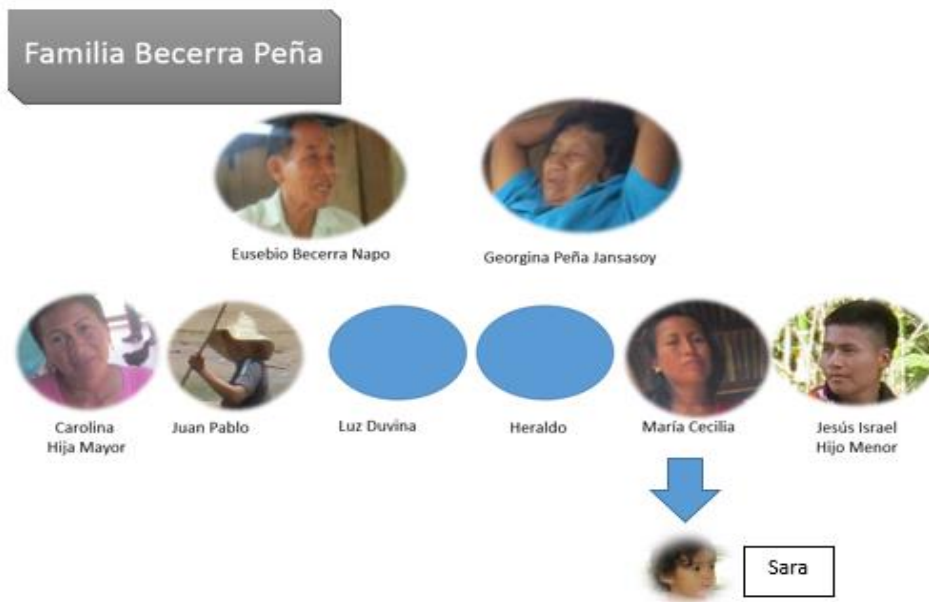 Familia Becerra Peña
Eusebio Becerra Napo
Georgina Peña Jansasoy
Carolina
Hija Mayor
Juan Pablo
Luz Duvina
Heraldo
María Cecilia
Jesús Israel
Hijo Menor
Sara